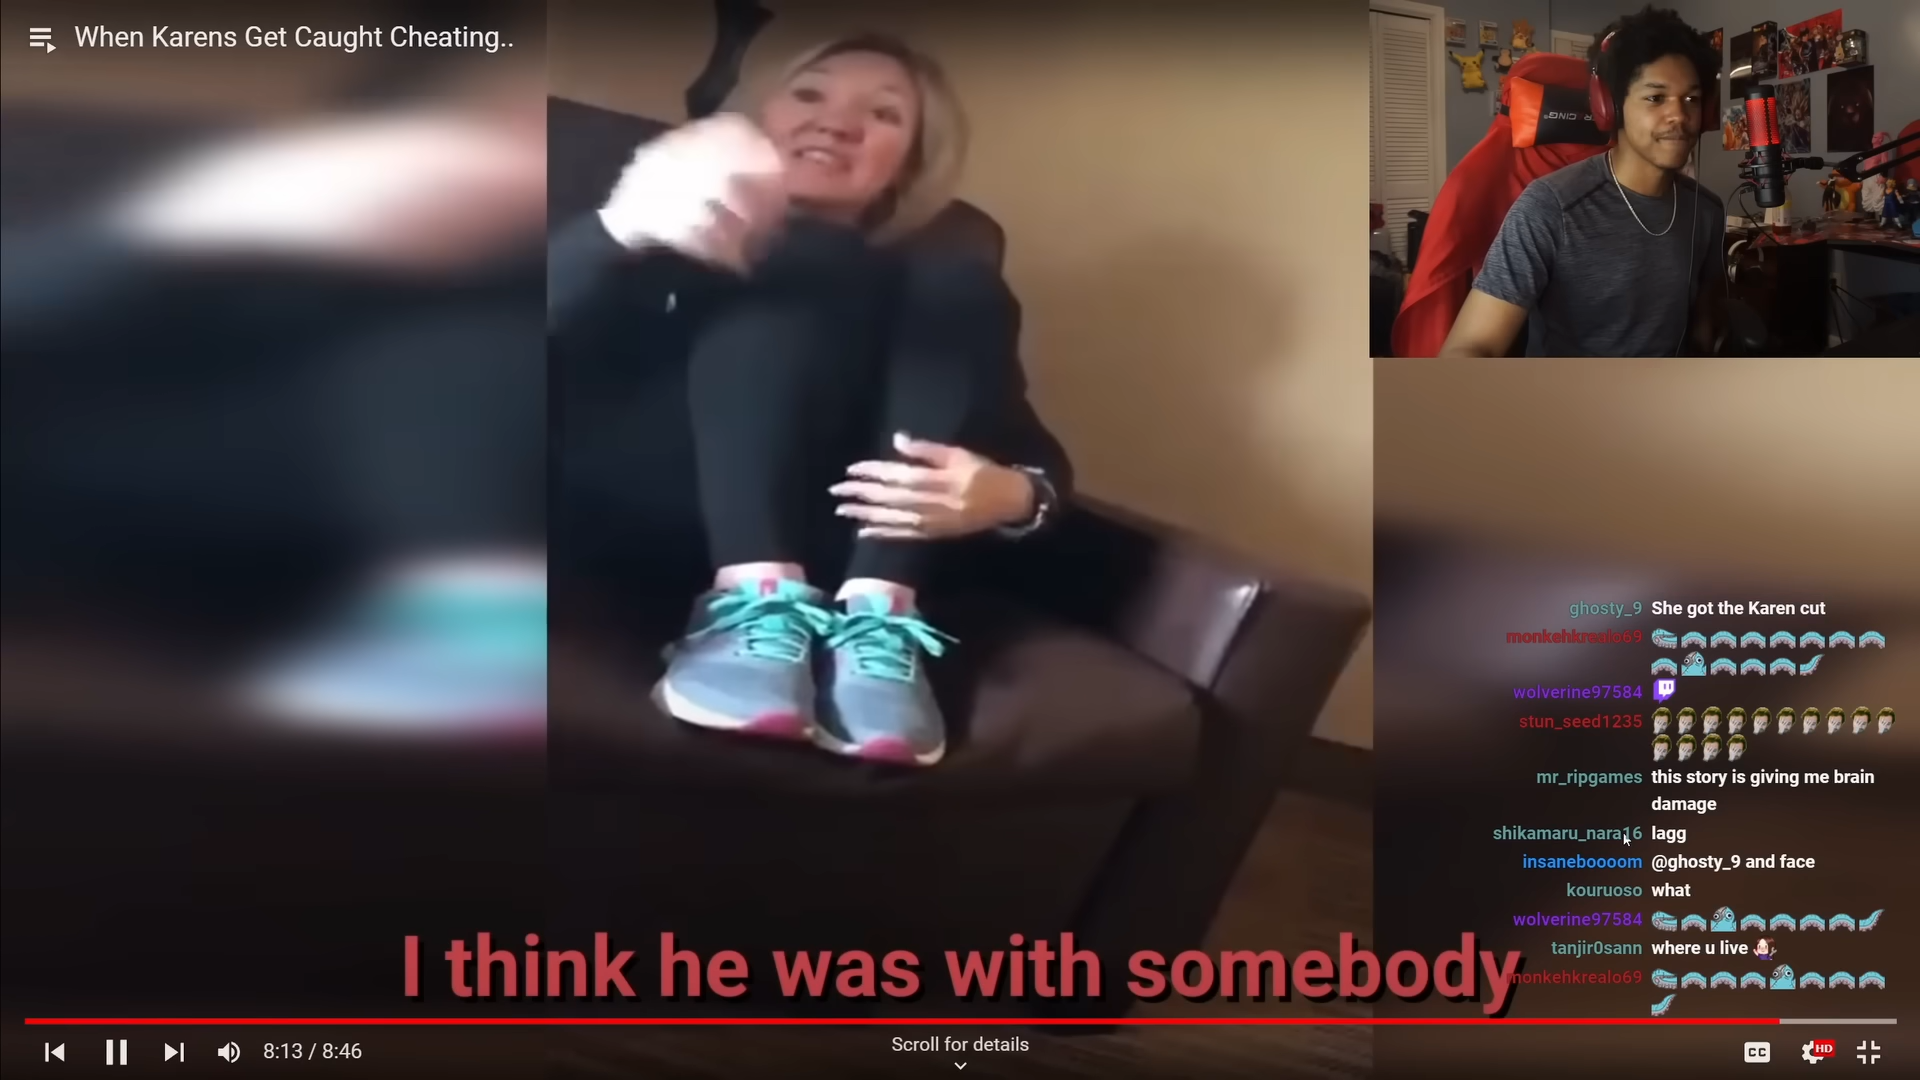 When Karens Get Caught Cheating..
ghosty_9 She got the Karen cut
monkehkrealo69
wolverine97584
stun_seed1235
mr_ripgames this story is giving me brain
damage
shikamaru_nara16 lagg
insaneboooom @ghosty_9 and face
kouruoso what
wolverine97584
tanjir0sann where u live
monkehkrealo69
I think he was with somebody
8:13 / 8:46
Scroll for details
CC
HD